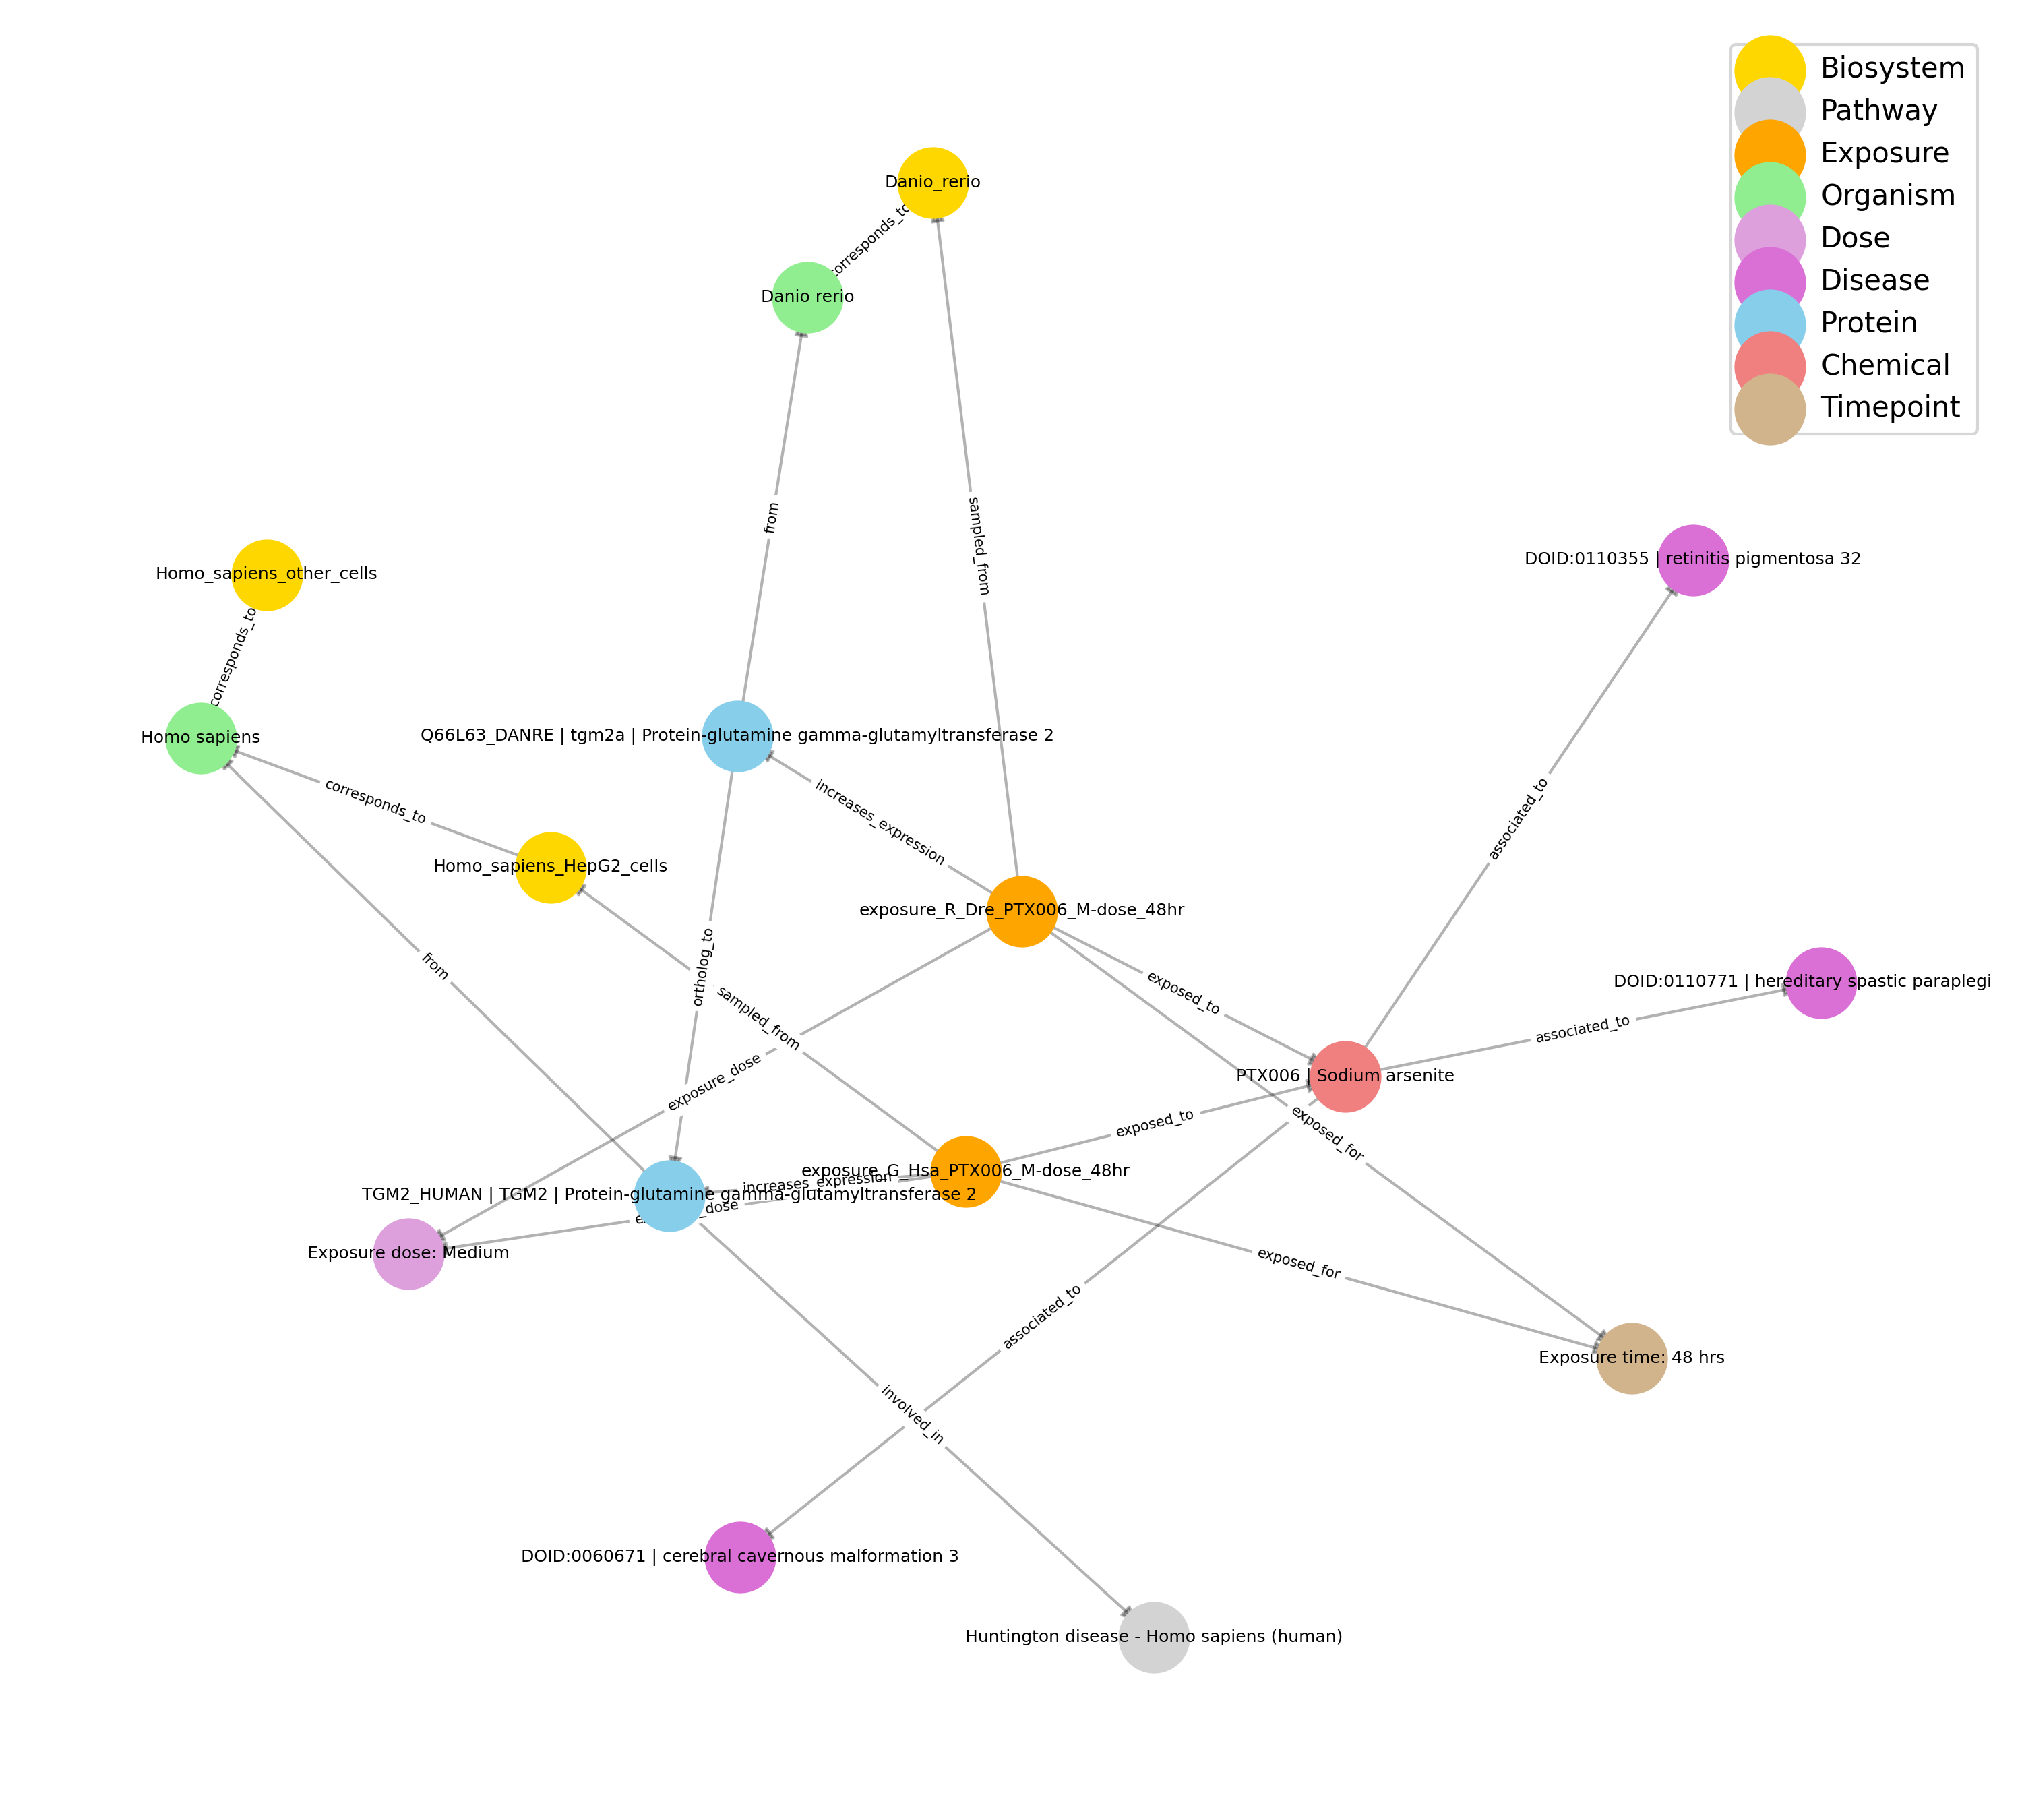 Biosystem
Pathway
Exposure
Organism
Dose
Disease
Protein
Chemical
Timepoint
Danio_rerio
corresponds_to
Danio rerio
from
sampled_from
DOID:0110355 | retinitis pigmentosa 32
Homo_sapiens_other_cells
corresponds_to
Homo sapiens
Q66L63_DANRE | tgm2a | Protein-glutamine gamma-glutamyltransferase 2
corresponds_to
increases_expression
associated_to
Homo_sapiens_HepG2_cells
exposure_R_Dre_PTX006_M-dose_48hr
from
ortholog_to
sampled_from
exposed_to
DOID:0110771 | hereditary spastic paraplegi
associated_to
exposure_dose
PTX006 | Sodium arsenite
exposed_to
exposed_for
exposure_G_Hsa_PTX006_M-dose_48hr
increases_expression
TGM2_HUMAN | TGM2 | Protein-glutamine gamma-glutamyltransferase 2
Exposure dose: Medium
exposed_for
associated_to
Exposure time: 48 hrs
involved_in
DOID:0060671 | cerebral cavernous malformation 3
Huntington disease - Homo sapiens (human)